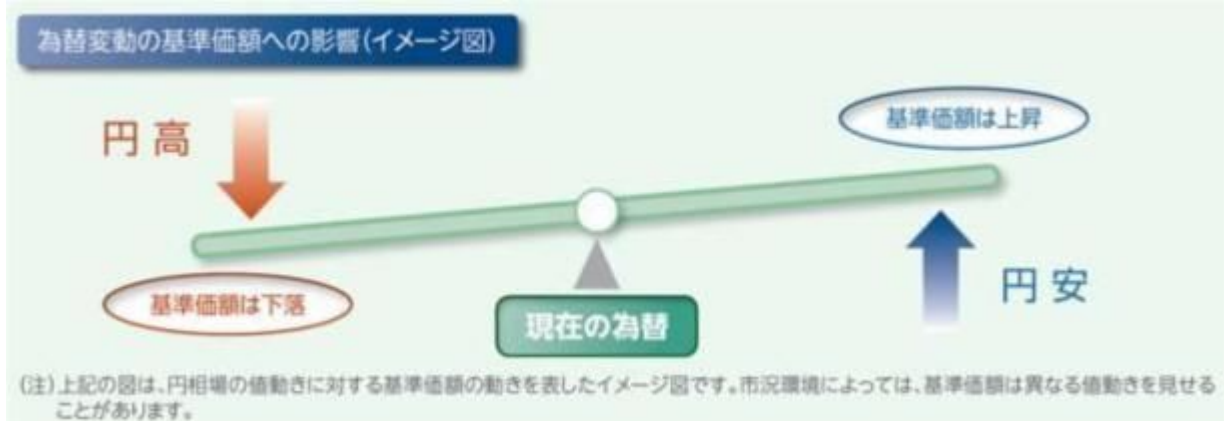 為替変動の基準価額への影響(イメージ図)
円高
基準価額は上昇
基準価額は下落
円安
現在の為替
(注)上記の図は、円相場の値動きに対する基準価額の動きを表したイメージ図です。市況環境によっては、基準価額は異なる値動きを見せる
ことがあります。